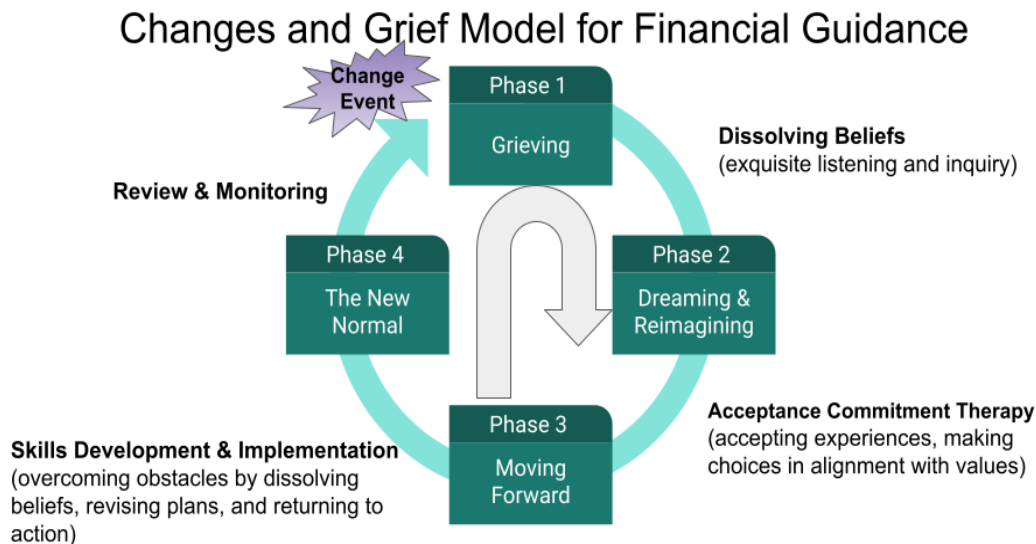 Changes and Grief Model for Financial Guidance
Change
Event
Phase 1
Grieving
Dissolving Beliefs
(exquisite listening and inquiry)
Review & Monitoring
Phase 4
The New
Normal
Phase 2
Dreaming &
Reimagining
Acceptance Commitment Therapy
(accepting experiences, making
choices in alignment with values)
Phase 3
Moving
Forward
Skills Development & Implementation
(overcoming obstacles by dissolving
beliefs, revising plans, and returning to
action)